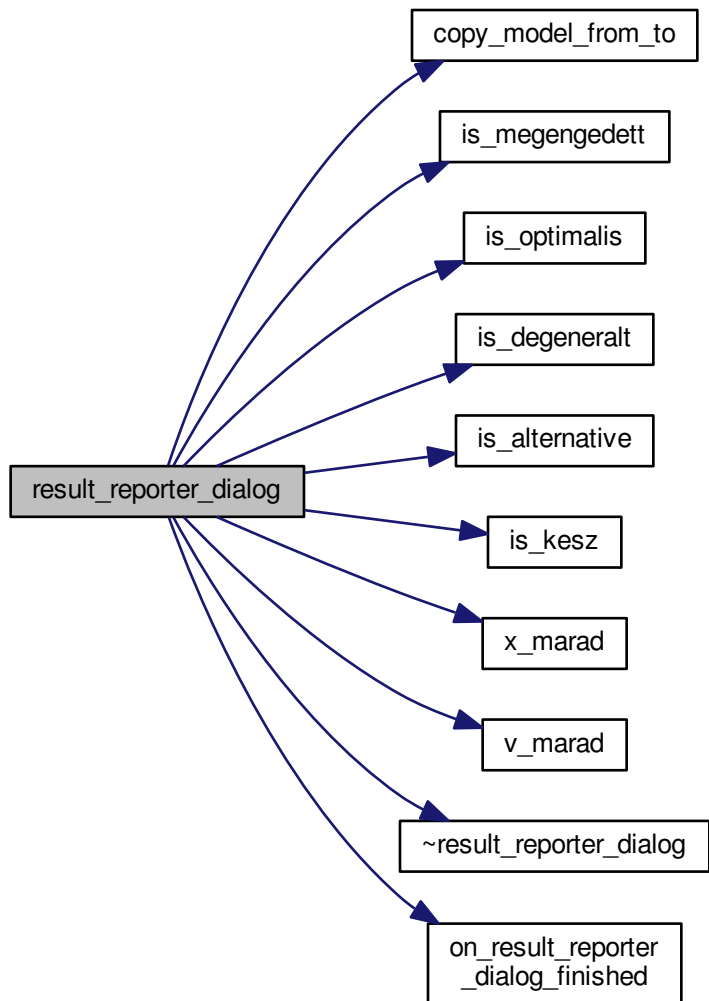 copy_model_from_to
is_megengedett
is_optimalis
is_degeneralt
is_alternative
result_reporter_dialog
is_kesz
x_marad
v_marad
~result_reporter_dialog
on_result_reporter
_dialog_finished